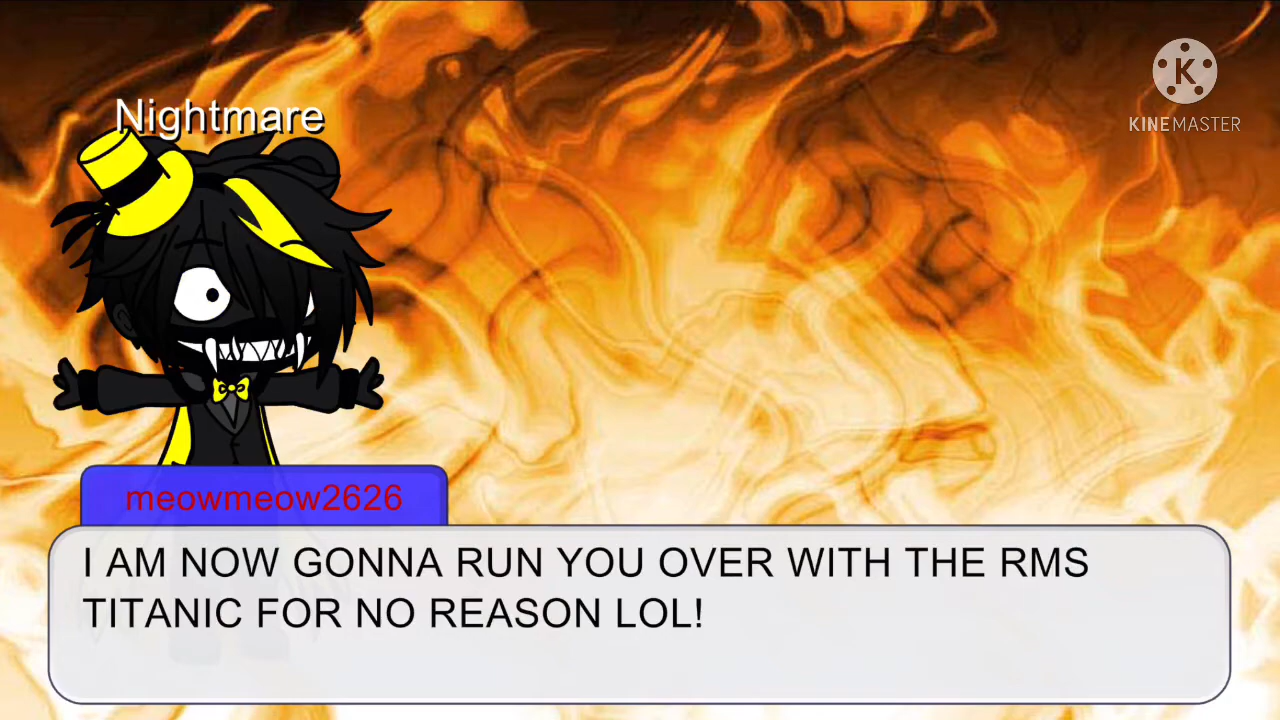 Nightmare
K
KINEMASTER
meowmeow2626
I AM NOW GONNA RUN YOU OVER WITH THE RMS
TITANIC FOR NO REASON LOL!